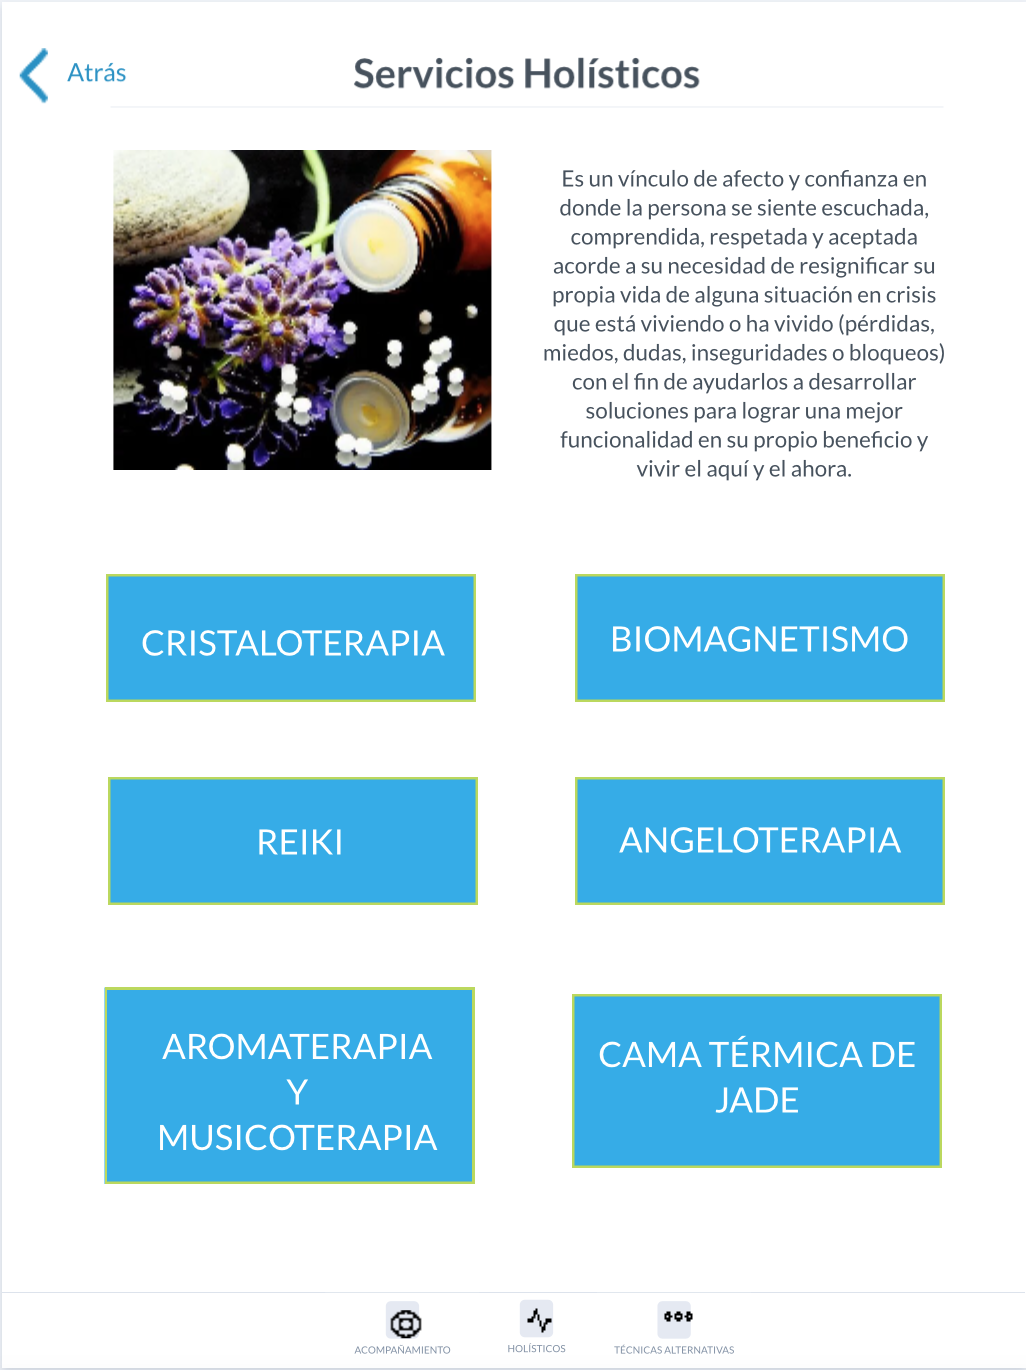 Atrás
Servicios Holísticos
Es un vínculo de afecto y confianza en
donde la persona se siente escuchada,
comprendida, respetada y aceptada
acorde a su necesidad de resignificar su
propia vida de alguna situación en crisis
que está viviendo o ha vivido (pérdidas,
miedos, dudas, inseguridades o bloqueos)
con el fin de ayudarlos a desarrollar
soluciones para lograr una mejor
funcionalidad en su propio beneficio y
vivir el aquí y el ahora.
CRISTALOTERAPIA
BIOMAGNETISMO
REIKI
ANGELOTERAPIA
AROMATERAPIA
Y
MUSICOTERAPIA
CAMA TÉRMICA DE
JADE
ACOMPAÑAMIENTO
HOLÍSTICOS
TÉCNICAS ALTERNATIVAS